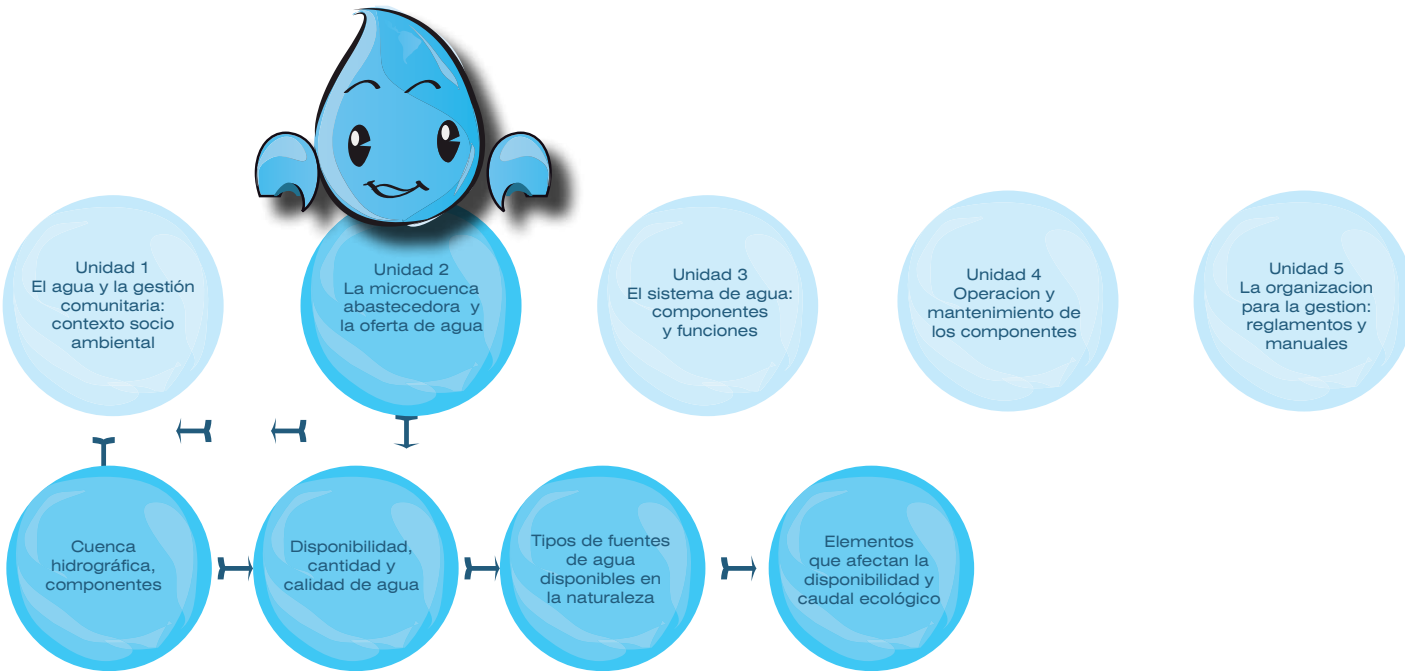 Unidad 1
El agua y la gestión
comunitaria:
contexto socio
ambiental
Unidad 2
La microcuenca
abastecedora y
la oferta de agua
Unidad 3
El sistema de agua:
componentes
y funciones
Unidad 4
Operacion y
mantenimiento de
los componentes
Unidad 5
La organizacion
para la gestion:
reglamentos y
manuales
Cuenca
hidrográfica,
componentes
Disponibilidad,
cantidad y
calidad de agua
Tipos de fuentes
de agua
disponibles en
la naturaleza
Elementos
que afectan la
disponibilidad y
caudal ecológico